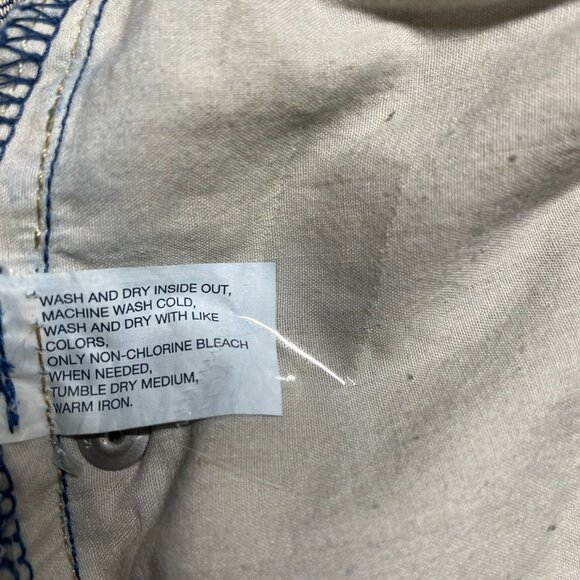 WASH AND DRY INSIDE OUT,
MACHINE WASH COLD,
WASH AND DRY WITH LIKE
COLORS,
ONLY NON-CHLORINE BLEACH
WHEN NEEDED,
TUMBLE DRY MEDIUM,
WARM IRON.